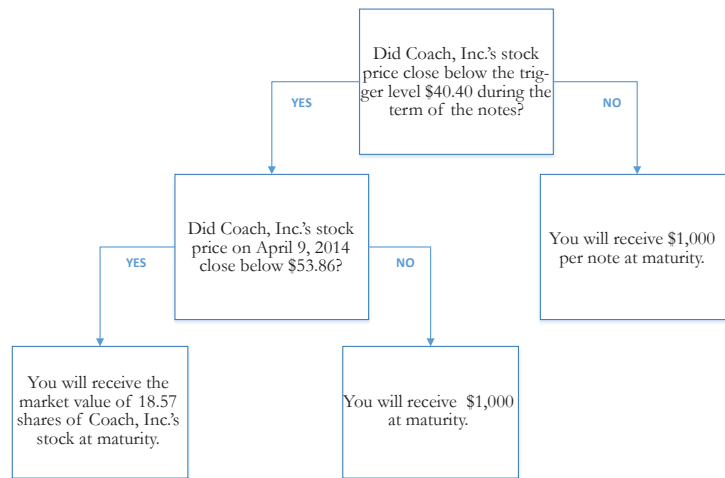 Did Coach, Inc.'s stock
price close below the trig-
ger level $40.40 during the
term of the notes?
YES
NO
Did Coach, Inc.'s stock
price on April 9, 2014
close below $53.86?
You will receive $1,000
per note at maturity.
YES
NO
You will receive the
market value of 18.57
shares of Coach, Inc.'s
stock at maturity.
You will receive $1,000
at maturity.